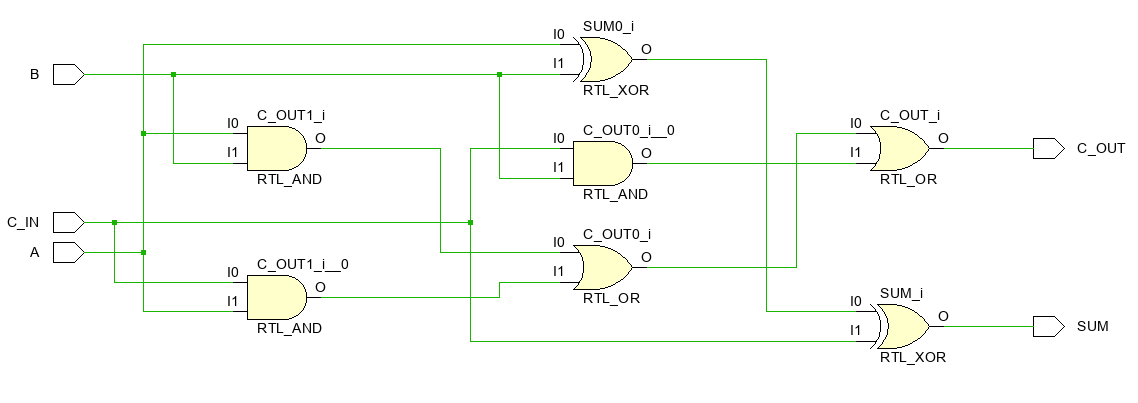 SUM0_i
I0
O
B
I1
RTL_XOR
C_OUT1_i
I0
O
I1
RTL_AND
C_OUT0_i__0
I0
O
I1
RTL_AND
C_OUT_i
I0
O
C_OUT
I1
RTL_OR
C_IN
A
C_OUT1_i__0
I0
O
I1
RTL_AND
C_OUT0_i
I0
O
I1
RTL_OR
SUM_i
I0
O
SUM
I1
RTL_XOR